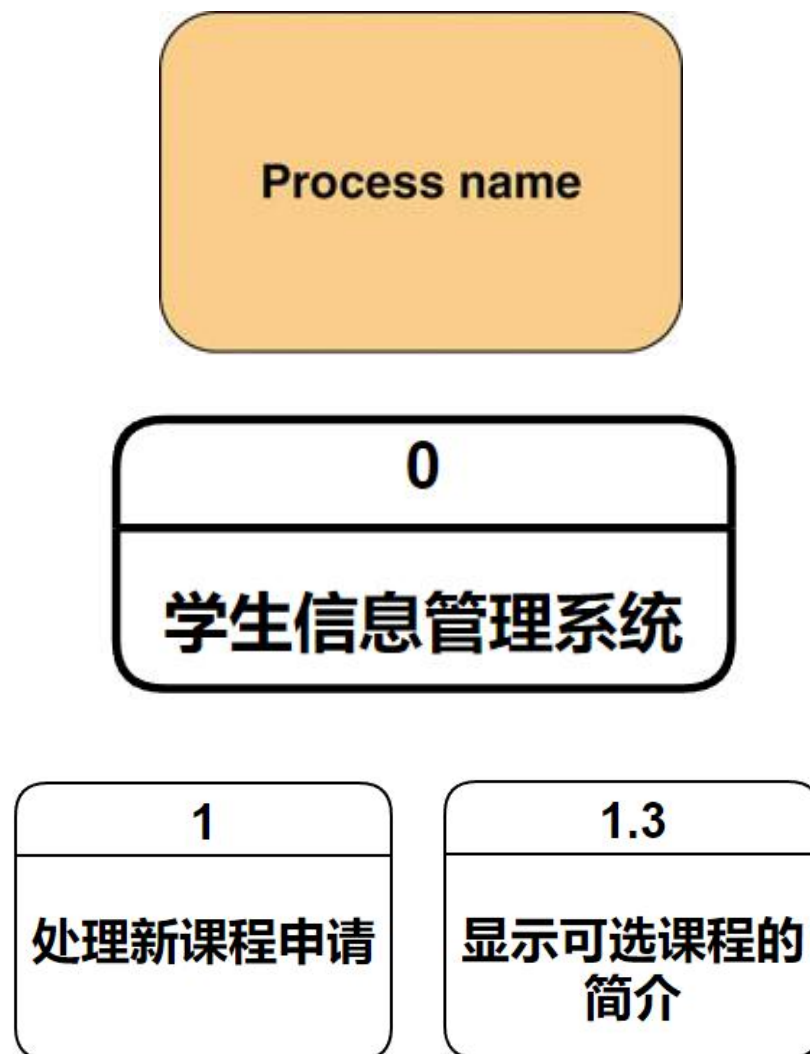 Process name
0
学生信息管理系统
1
处理新课程申请
1.3
显示可选课程的
简介